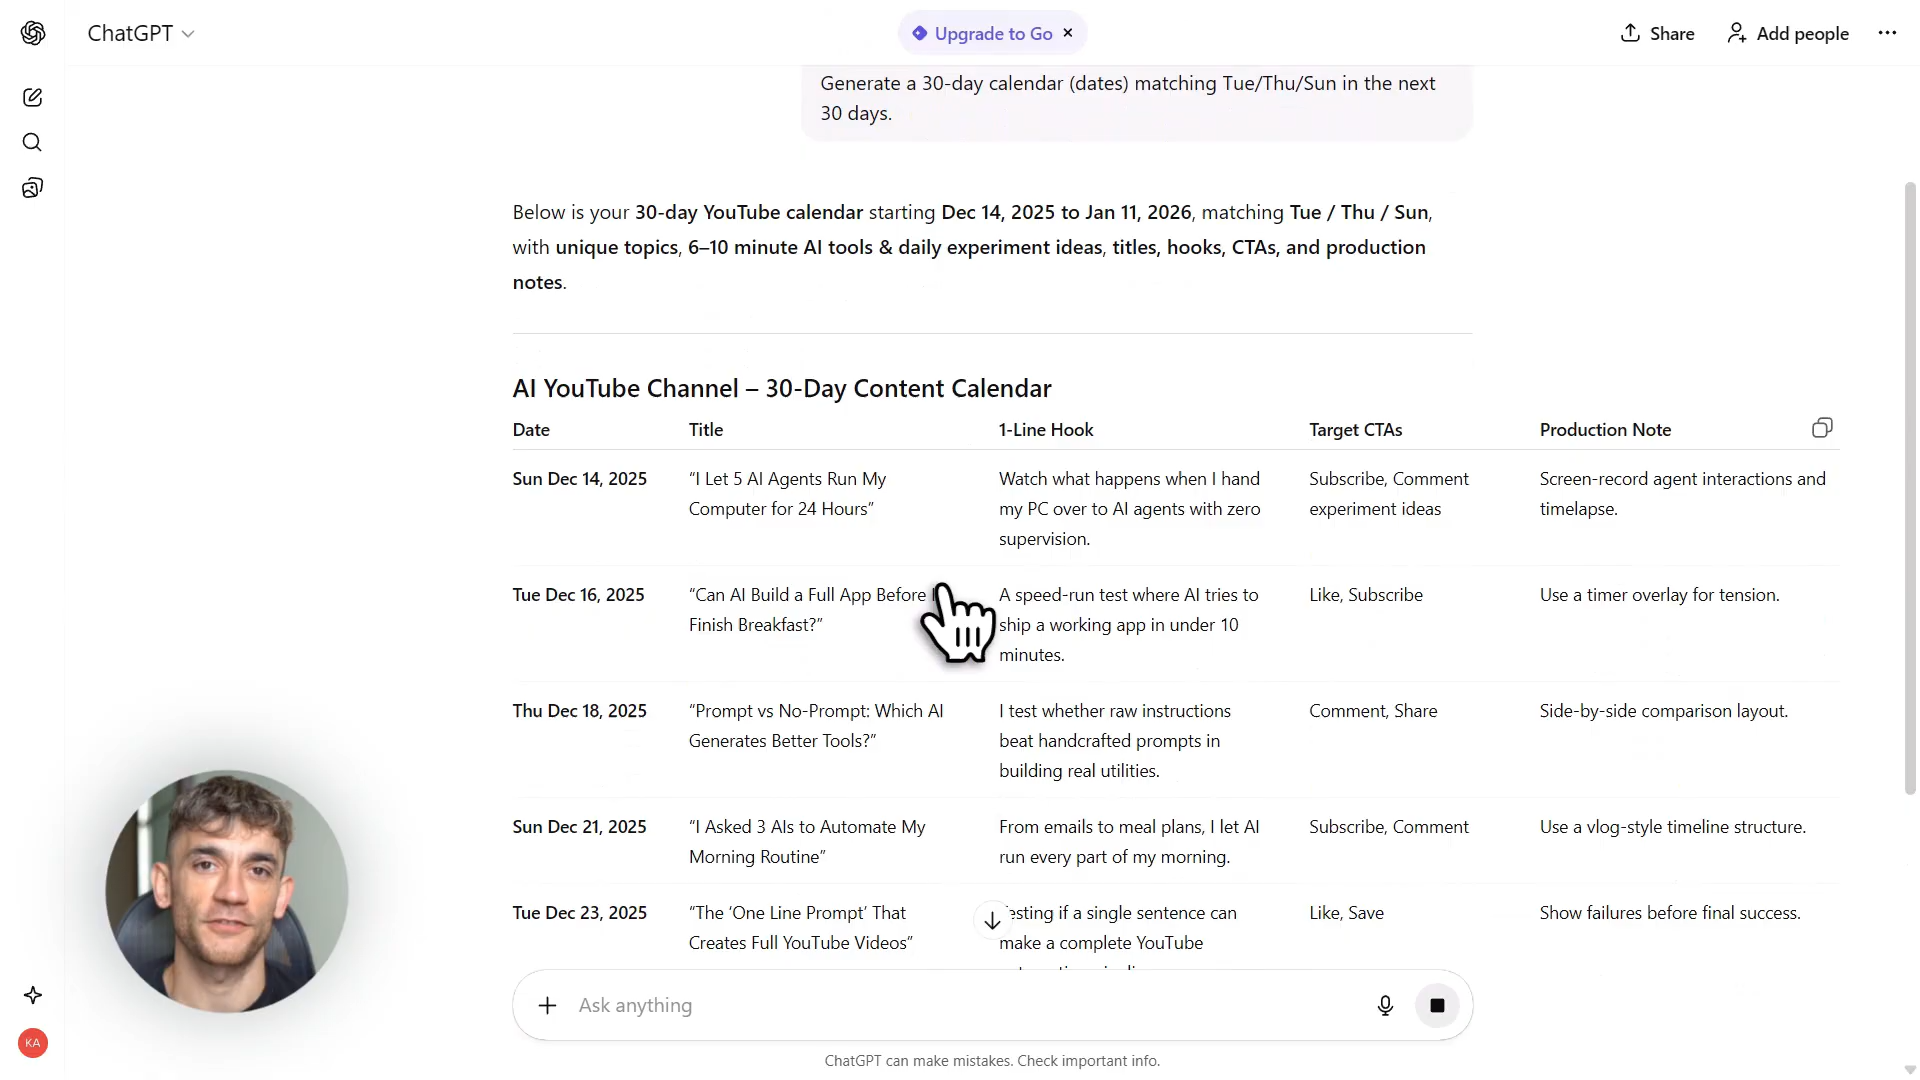 ChatGPT
Upgrade to Go
Share
Add people
Generate a 30-day calendar (dates) matching Tue/Thu/Sun in the next
30 days.
Below is your 30-day YouTube calendar starting Dec 14, 2025 to Jan 11, 2026, matching Tue / Thu / Sun,
with unique topics, 6–10 minute AI tools & daily experiment ideas, titles, hooks, CTAs, and production
notes.
AI YouTube Channel – 30-Day Content Calendar
Date Title 1-Line Hook Target CTAs Production Note
Sun Dec 14, 2025 “I Let 5 AI Agents Run My Watch what happens when I hand Subscribe, Comment Screen-record agent interactions and
Computer for 24 Hours” my PC over to AI agents with zero experiment ideas timelapse.
supervision.
Tue Dec 16, 2025 “Can AI Build a Full App Before A speed-run test where AI tries to Like, Subscribe Use a timer overlay for tension.
Finish Breakfast?” ship a working app in under 10
minutes.
Thu Dec 18, 2025 “Prompt vs No-Prompt: Which AI I test whether raw instructions Comment, Share Side-by-side comparison layout.
Generates Better Tools?” beat handcrafted prompts in
building real utilities.
Sun Dec 21, 2025 “I Asked 3 AIs to Automate My From emails to meal plans, I let AI Subscribe, Comment Use a vlog-style timeline structure.
Morning Routine” run every part of my morning.
Tue Dec 23, 2025 “The ‘One Line Prompt’ That esting if a single sentence can Like, Save Show failures before final success.
Creates Full YouTube Videos” make a complete YouTube
Ask anything
KA
ChatGPT can make mistakes. Check important info.